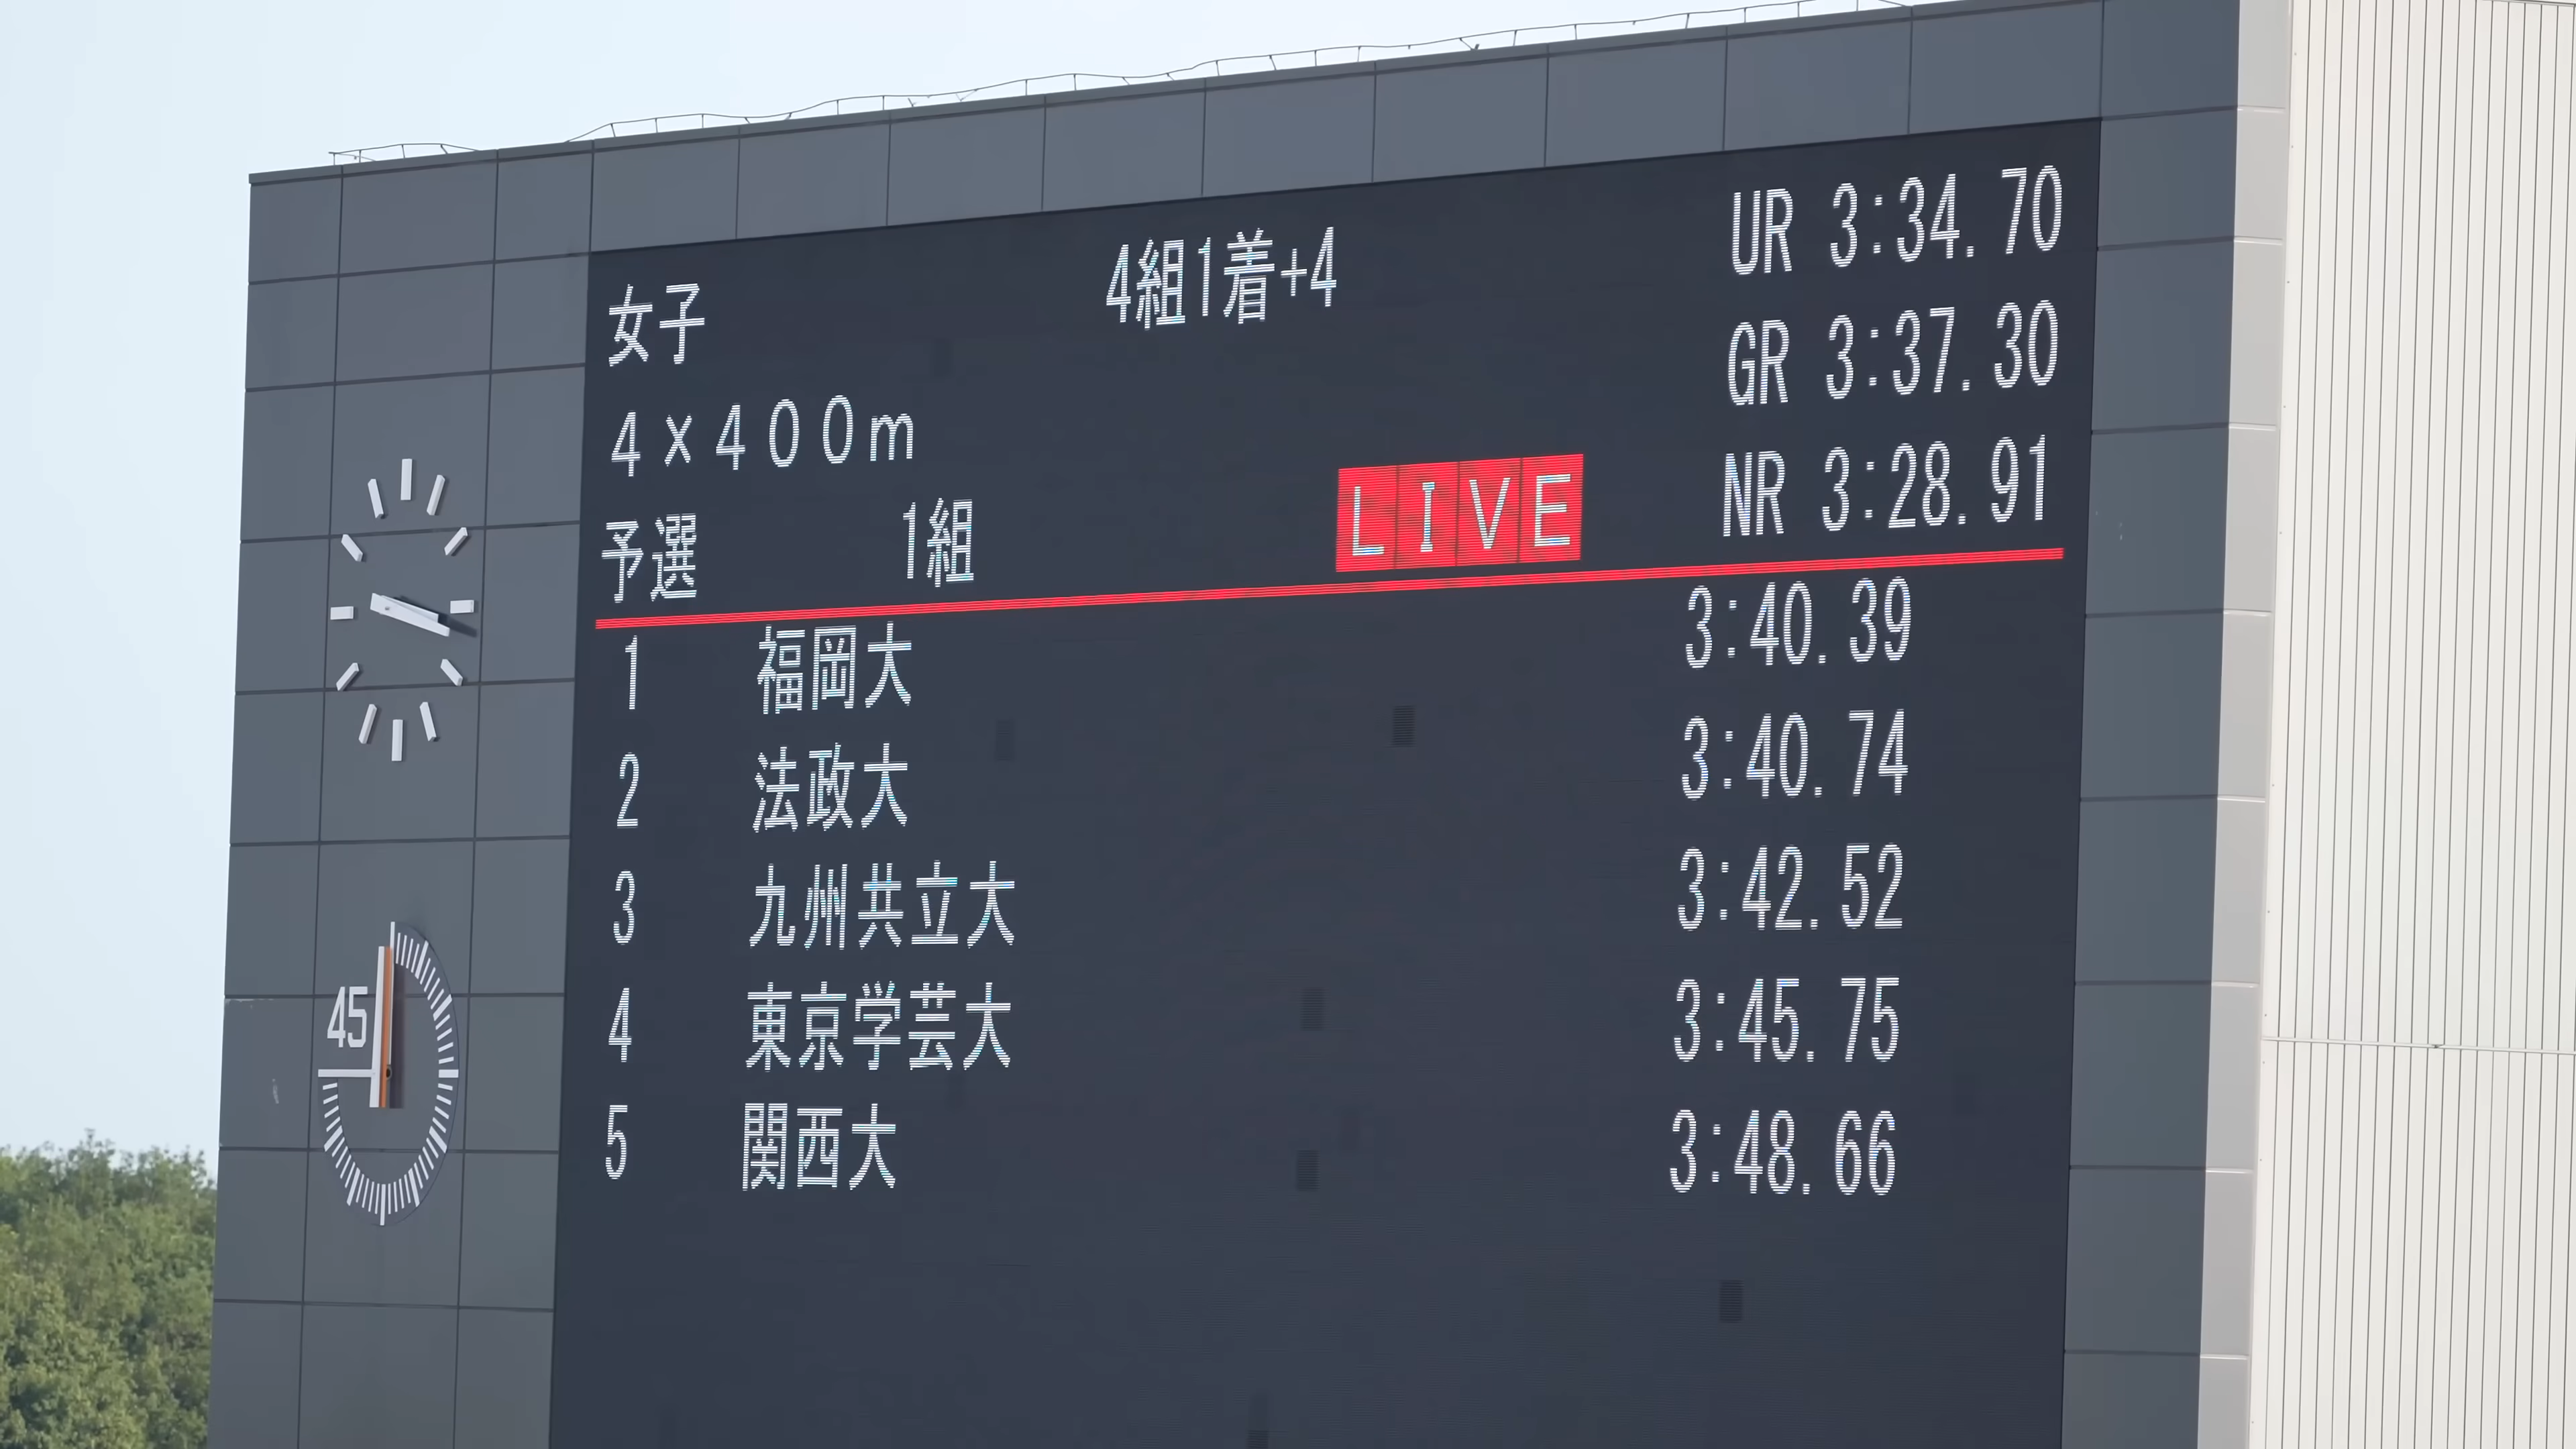 女子
4組1着+4
UR 3:34.70
GR 3:37.30
4×400m
NR 3:28.91
予選 1組
LIVE
1 福岡大 3:40.39
2 法政大 3:40.74
3 九州共立大 3:42.52
4 東京学芸大 3:45.75
5 関西大 3:48.66
45